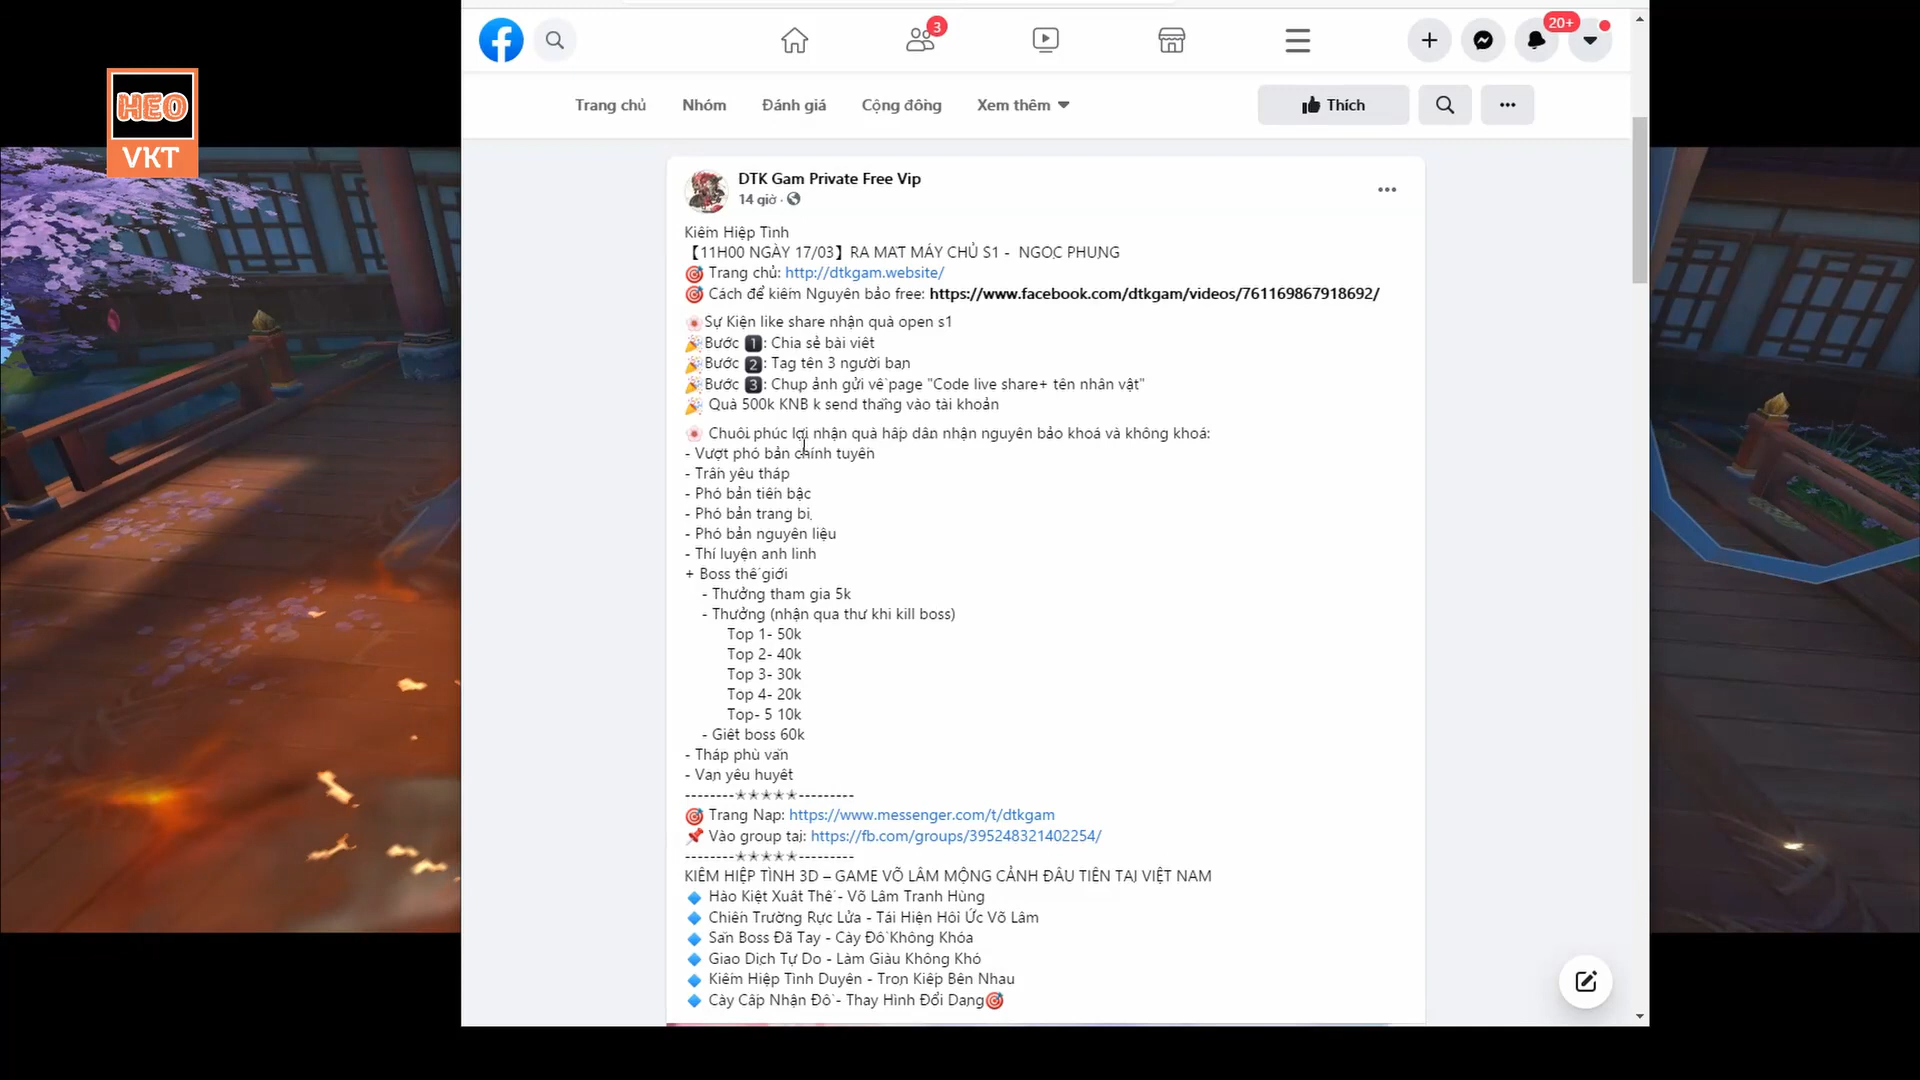 3
20+
HEO
VKT
Trang chủ
Nhóm
Đánh giá
Cộng đồng
Xem thêm
Thích
DTK Gam Private Free Vip
14 giờ ·
Kiếm Hiệp Tình
【11H00 NGÀY 17/03】RA MẮT MÁY CHỦ S1 - NGỌC PHỤNG
🎯 Trang chủ: http://dtkgam.website/
🎯 Cách để kiếm Nguyên bảo free: https://www.facebook.com/dtkgam/videos/761169867918692/
🌸Sự Kiện like share nhận quà open s1
🎉Bước 1: Chia sẻ bài viết
🎉Bước 2: Tag tên 3 người bạn
🎉Bước 3: Chụp ảnh gửi về page "Code live share+ tên nhân vật"
🎉 Quà 500k KNB k send thẳng vào tài khoản
🌸 Chuỗi phúc lợi nhận quà hấp dẫn nhận nguyên bảo khoá và không khoá:
- Vượt phó bản chính tuyến
- Trấn yêu tháp
- Phó bản tiến bậc
- Phó bản trang bị
- Phó bản nguyên liệu
- Thí luyện anh linh
+ Boss thế giới
- Thưởng tham gia 5k
- Thưởng (nhận qua thư khi kill boss)
Top 1- 50k
Top 2- 40k
Top 3- 30k
Top 4- 20k
Top- 5 10k
- Giết boss 60k
- Tháp phù văn
- Vạn yêu huyệt
--------★★★★★---------
🎯 Trang Nạp: https://www.messenger.com/t/dtkgam
📌 Vào group tại: https://fb.com/groups/395248321402254/
--------★★★★★---------
KIẾM HIỆP TÌNH 3D – GAME VÕ LÂM MỘNG CẢNH ĐẦU TIÊN TẠI VIỆT NAM
🔹 Hào Kiệt Xuất Thế - Võ Lâm Tranh Hùng
🔹 Chiến Trường Rực Lửa - Tái Hiện Hồi Ức Võ Lâm
🔹 Săn Boss Đã Tay - Cày Đồ Không Khóa
🔹 Giao Dịch Tự Do - Làm Giàu Không Khó
🔹 Kiếm Hiệp Tình Duyên - Trọn Kiếp Bên Nhau
🔹 Cày Cấp Nhận Đồ - Thay Hình Đổi Dạng🎯